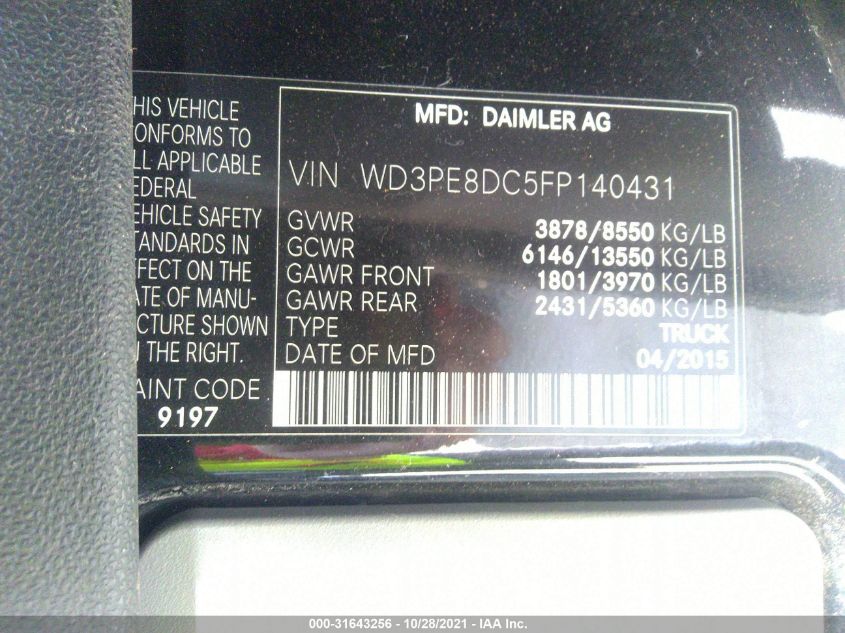 HIS VEHICLE
ONFORMS TO
LL APPLICABLE
EDERAL
EHICLE SAFETY
TANDARDS IN
FFECT ON THE
ATE OF MANU-
CTURE SHOWN
N THE RIGHT.
AINT CODE
9197
MFD: DAIMLER AG
VIN WD3PE8DC5FP140431
GVWR 3878/8550 KG/LB
GCWR 6146/13550 KG/LB
GAWR FRONT 1801/3970 KG/LB
GAWR REAR 2431/5360 KG/LB
TYPE TRUCK
DATE OF MFD 04/2015
000-31643256 - 10/28/2021 - IAA Inc.